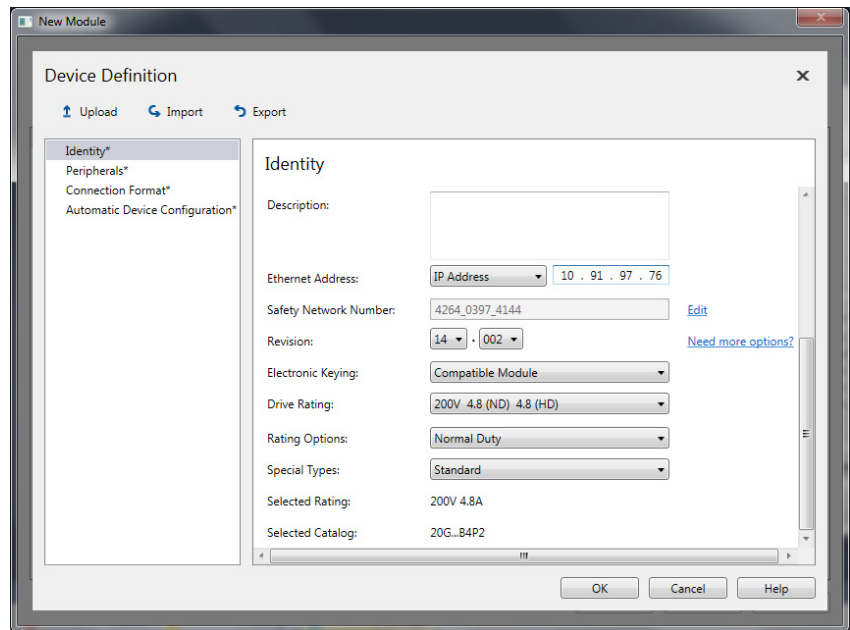 New Module
Device Definition
Upload Import Export
Identity*
Peripherals*
Connection Format*
Automatic Device Configuration*
Identity
Description:
Ethernet Address: IP Address 10 . 91 . 97 . 76
Safety Network Number: 4264_0397_4144 Edit
Revision: 14 . 002 Need more options?
Electronic Keying: Compatible Module
Drive Rating: 200V 4.8 (ND) 4.8 (HD)
Rating Options: Normal Duty
Special Types: Standard
Selected Rating: 200V 4.8A
Selected Catalog: 20G...B4P2
OK Cancel Help